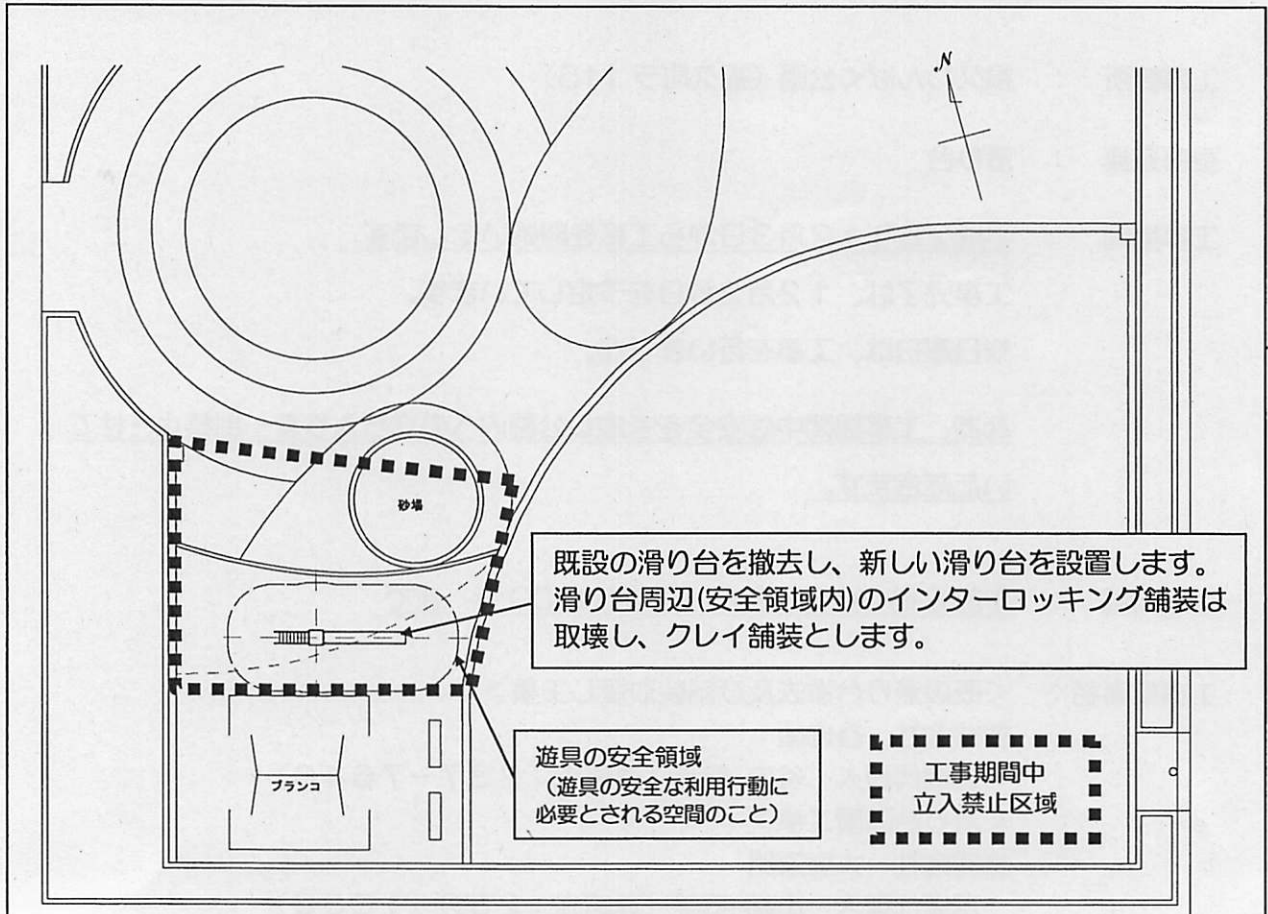 N
砂場
既設の滑り台を撤去し、新しい滑り台を設置します。
滑り台周辺(安全領域内)のインターロッキング舗装は
取壊し、クレイ舗装とします。
遊具の安全領域
(遊具の安全な利用行動に
必要とされる空間のこと)
ブランコ
工事期間中
立入禁止区域